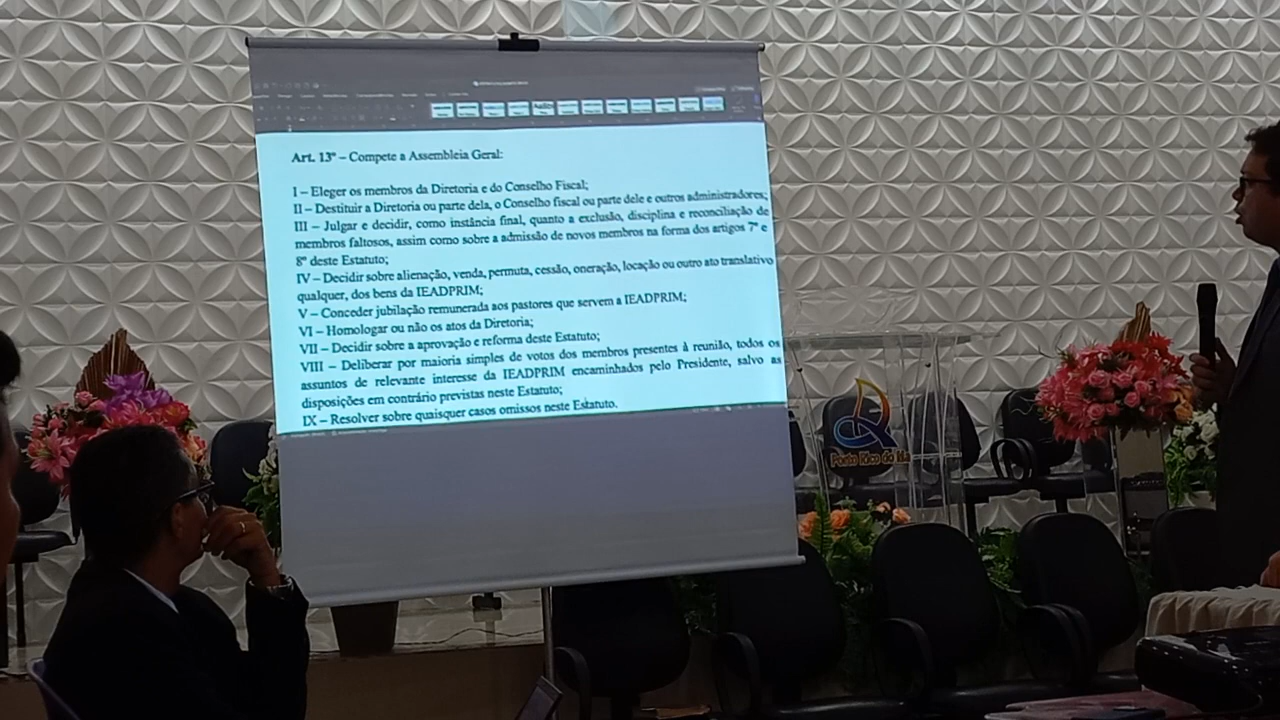 Art. 13º – Compete a Assembleia Geral:
I – Eleger os membros da Diretoria e do Conselho Fiscal;
II – Destituir a Diretoria ou parte dela, o Conselho fiscal ou parte dele e outros administradores;
III – Julgar e decidir, como instância final, quanto a exclusão, disciplina e reconciliação de
membros faltosos, assim como sobre a admissão de novos membros na forma dos artigos 7º e
8º deste Estatuto;
IV – Decidir sobre alienação, venda, permuta, cessão, oneração, locação ou outro ato translativo
qualquer, dos bens da IEADPRIM;
V – Conceder jubilação remunerada aos pastores que servem a IEADPRIM;
VI – Homologar ou não os atos da Diretoria;
VII – Decidir sobre a aprovação e reforma deste Estatuto;
VIII – Deliberar por maioria simples de votos dos membros presentes à reunião, todos os
assuntos de relevante interesse da IEADPRIM encaminhados pelo Presidente, salvo as
disposições em contrário previstas neste Estatuto;
IX – Resolver sobre quaisquer casos omissos neste Estatuto.
Porto Rico do